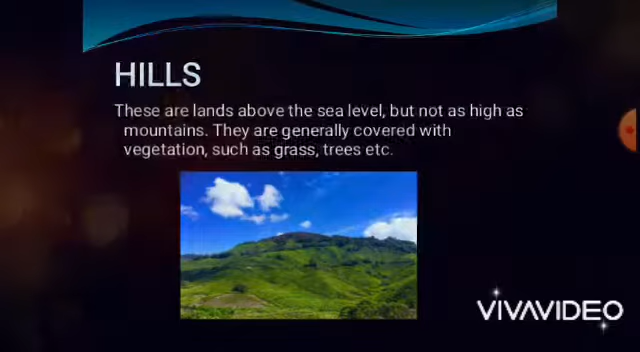 HILLS
These are lands above the sea level, but not as high as
mountains. They are generally covered with
vegetation, such as grass, trees etc.
VIVAVIDEO